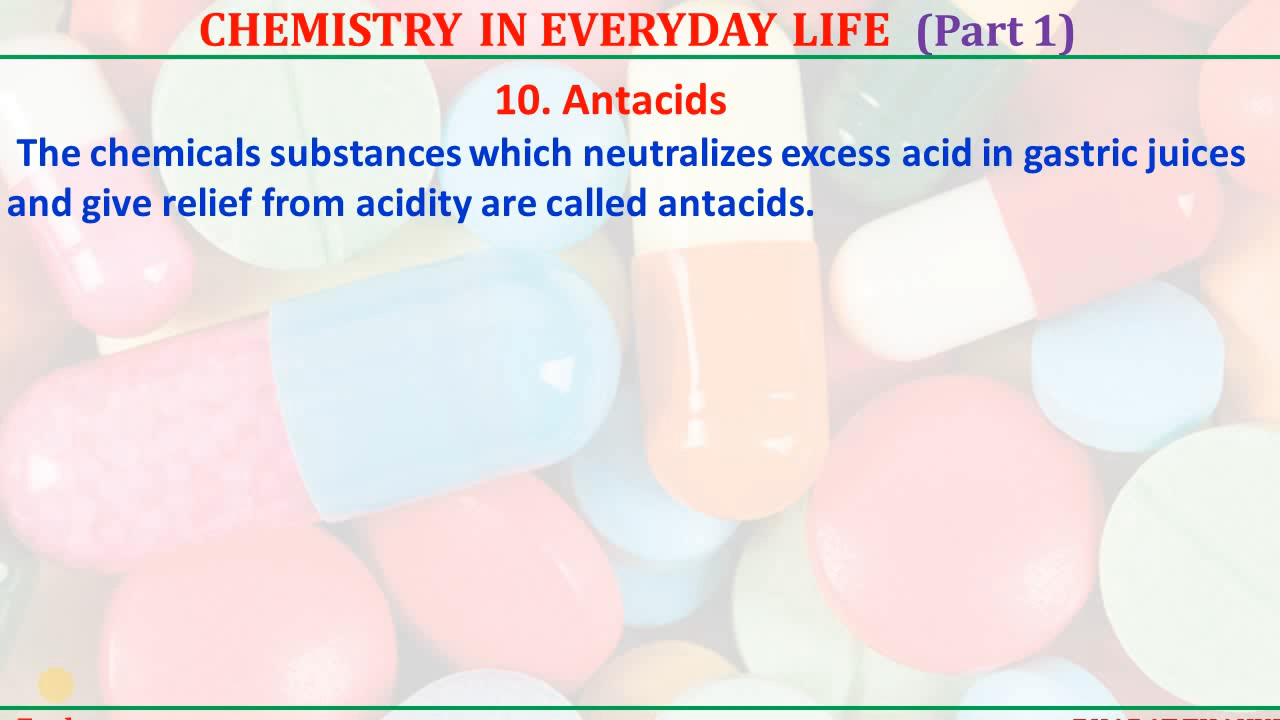 CHEMISTRY IN EVERYDAY LIFE (Part 1)
10. Antacids
The chemicals substances which neutralizes excess acid in gastric juices
and give relief from acidity are called antacids.